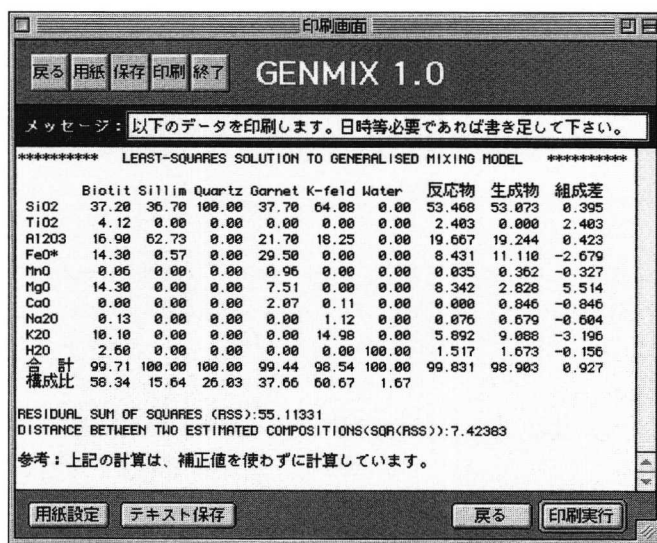 印刷画面
戻る 用紙 保存 印刷 終了 GENMIX 1.0
メッセージ： 以下のデータを印刷します。日時等必要であれば書き足して下さい。
********** LEAST-SQUARES SOLUTION TO GENERALISED MIXING MODEL **********
Biotit Sillim Quartz Garnet K-feld Water 反応物 生成物 組成差
SiO2 37.20 36.70 100.00 37.70 64.08 0.00 53.468 53.073 0.395
TiO2 4.12 0.00 0.00 0.00 0.00 0.00 2.403 0.000 2.403
Al2O3 16.90 62.73 0.00 21.70 18.25 0.00 19.667 19.244 0.423
FeO* 14.30 0.57 0.00 29.50 0.00 0.00 8.431 11.110 -2.679
MnO 0.06 0.00 0.00 0.96 0.00 0.00 0.035 0.362 -0.327
MgO 14.30 0.00 0.00 7.51 0.00 0.00 8.342 2.828 5.514
CaO 0.00 0.00 0.00 2.07 0.11 0.00 0.000 0.846 -0.846
Na2O 0.13 0.00 0.00 0.00 1.12 0.00 0.076 0.679 -0.604
K2O 10.10 0.00 0.00 0.00 14.98 0.00 5.892 9.088 -3.196
H2O 2.60 0.00 0.00 0.00 0.00 100.00 1.517 1.673 -0.156
合 計 99.71 100.00 100.00 99.44 98.54 100.00 99.831 98.903 0.927
構成比 58.34 15.64 26.03 37.66 60.67 1.67
RESIDUAL SUM OF SQUARES (RSS):55.11331
DISTANCE BETWEEN TWO ESTIMATED COMPOSITIONS(SQR(RSS)):7.42383
参考：上記の計算は、補正値を使わずに計算しています。
用紙設定 テキスト保存 戻る 印刷実行